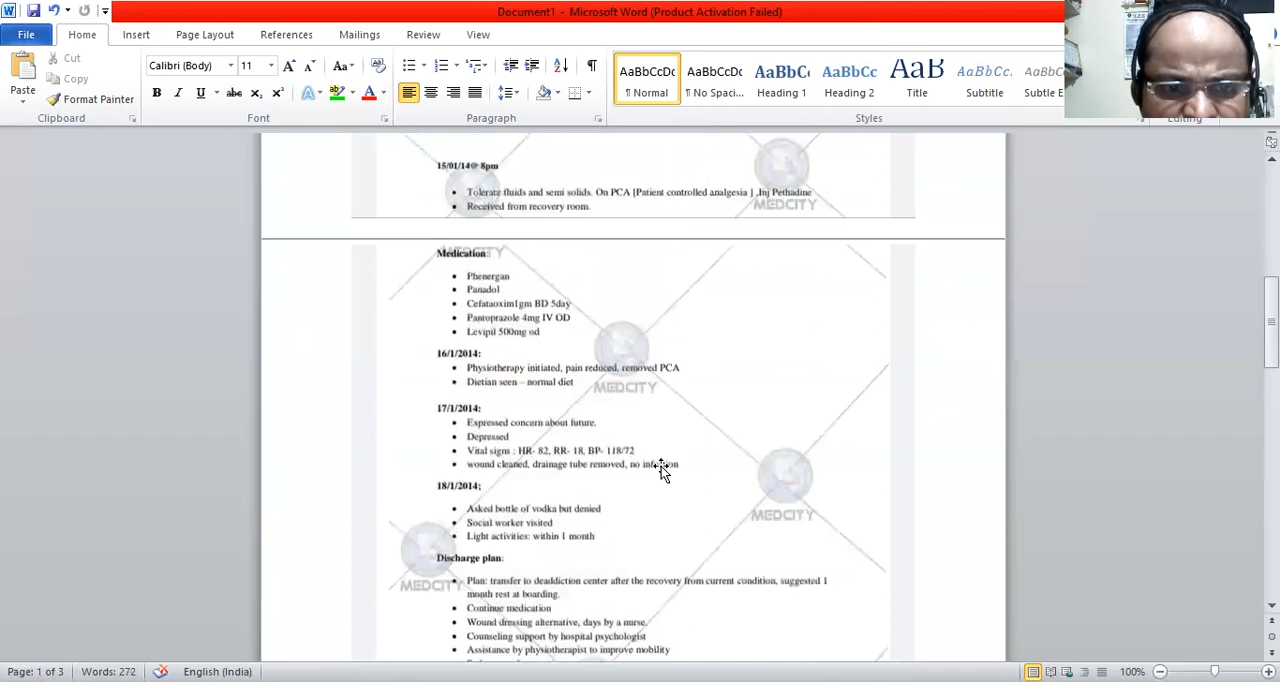 Document1 - Microsoft Word (Product Activation Failed)
File Home Insert Page Layout References Mailings Review View
Paste
Cut
Copy
Format Painter
Clipboard
Calibri (Body) 11
Font
Paragraph
AaBbCcDc AaBbCcDc AaBbC AaBbCc AaB AaBbCc. AaBbCc
¶ Normal ¶ No Spaci... Heading 1 Heading 2 Title Subtitle Subtle E
Styles
15/01/14@ 8pm
Tolerate fluids and semi solids. On PCA [Patient controlled analgesia ] ,Inj Pethadine
Received from recovery room.
MEDCITY
MEDCITY
Medication:
Phenergan
Panadol
Cefataoxim1gm BD 5day
Pantoprazole 4mg IV OD
Levipil 500mg od
16/1/2014:
Physiotherapy initiated, pain reduced, removed PCA
Dietian seen – normal diet
MEDCITY
17/1/2014:
Expressed concern about future.
Depressed
Vital signs : HR- 82, RR- 18, BP- 118/72
wound cleaned, drainage tube removed, no infection
18/1/2014:
Asked bottle of vodka but denied
MEDCITY
Social worker visited
Light activities: within 1 month
Discharge plan:
Plan: transfer to deaddiction center after the recovery from current condition, suggested 1
month rest at boarding.
MEDCITY
Continue medication
Wound dressing alternative, days by a nurse.
Counseling support by hospital psychologist
Assistance by physiotherapist to improve mobility
Page: 1 of 3 Words: 272 English (India) 100%